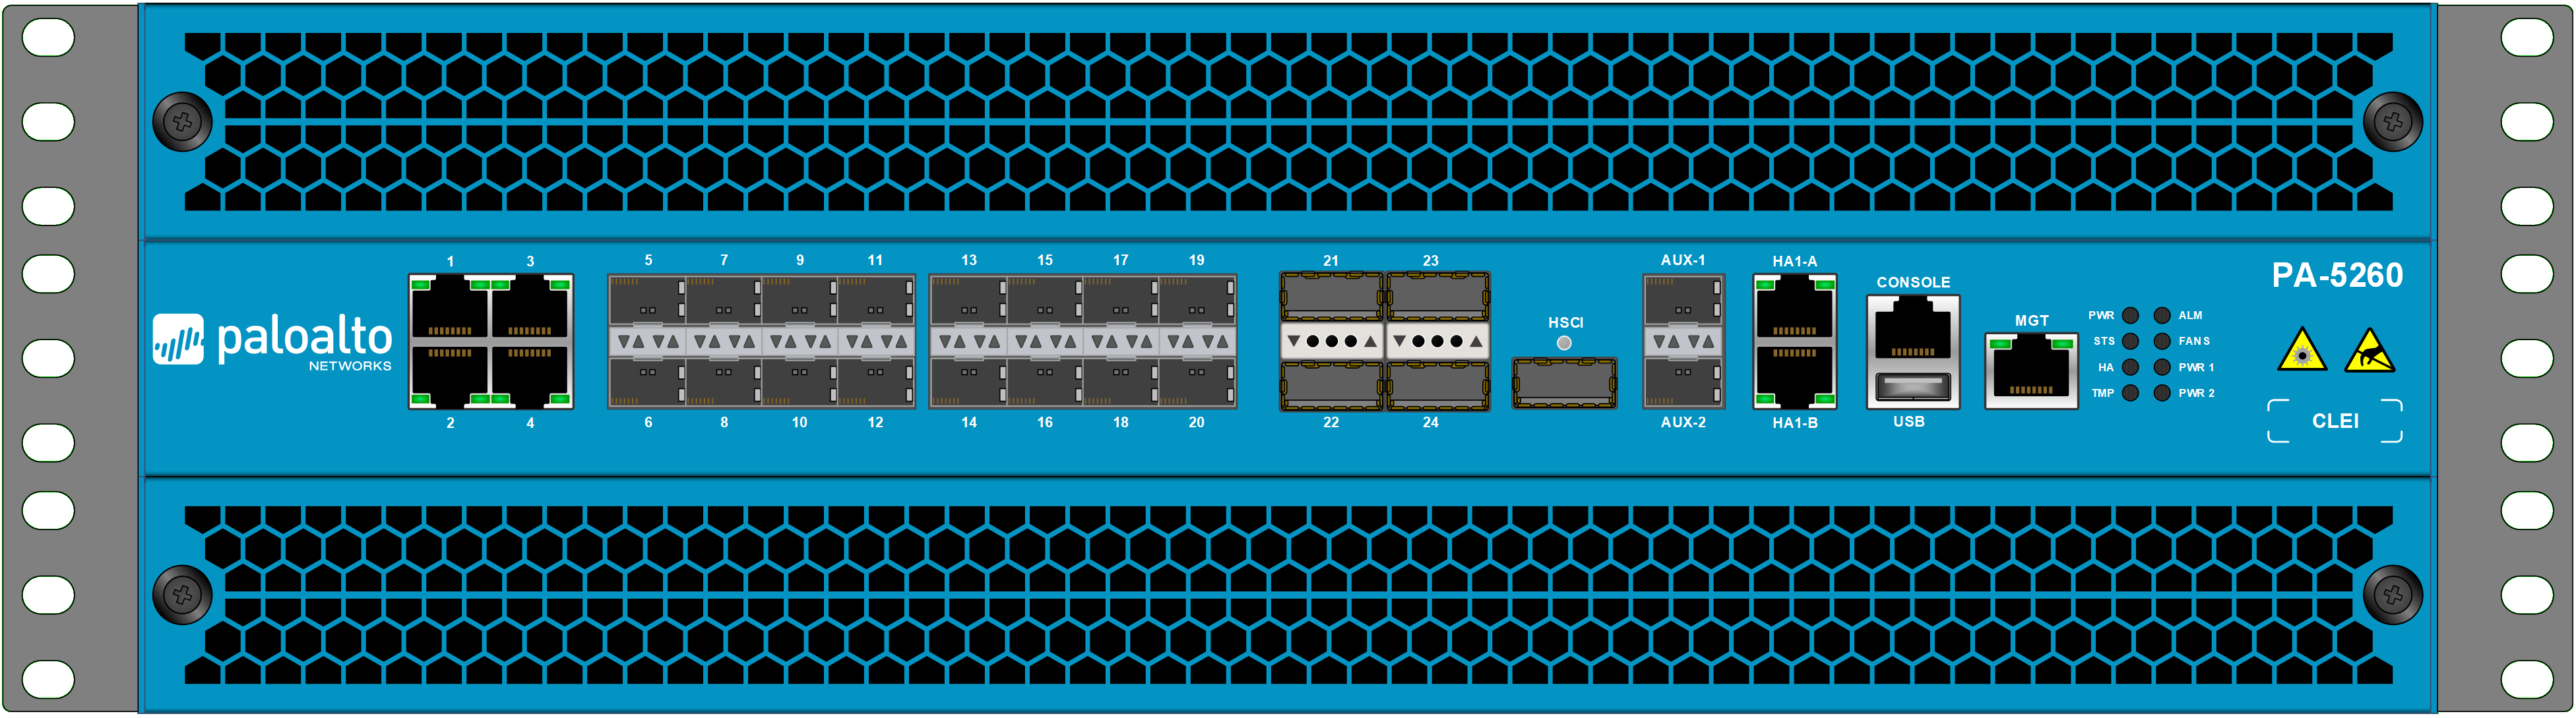 paloalto
NETWORKS
1 3
2 4
5 7 9 11
6 8 10 12
13 15 17 19
14 16 18 20
21 23
22 24
HSCI
AUX-1
AUX-2
HA1-A
HA1-B
CONSOLE
USB
MGT
PWR ALM
STS FANS
HA PWR 1
TMP PWR 2
PA-5260
CLEI